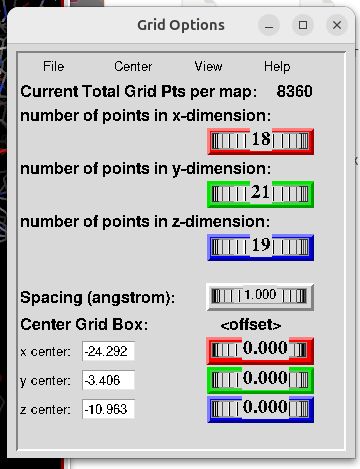 Grid Options
File Center View Help
Current Total Grid Pts per map: 8360
number of points in x-dimension:
18
number of points in y-dimension:
21
number of points in z-dimension:
19
Spacing (angstrom): 1.000
Center Grid Box: <offset>
x center: -24.292 0.000
y center: -3.406 0.000
z center: -10.963 0.000